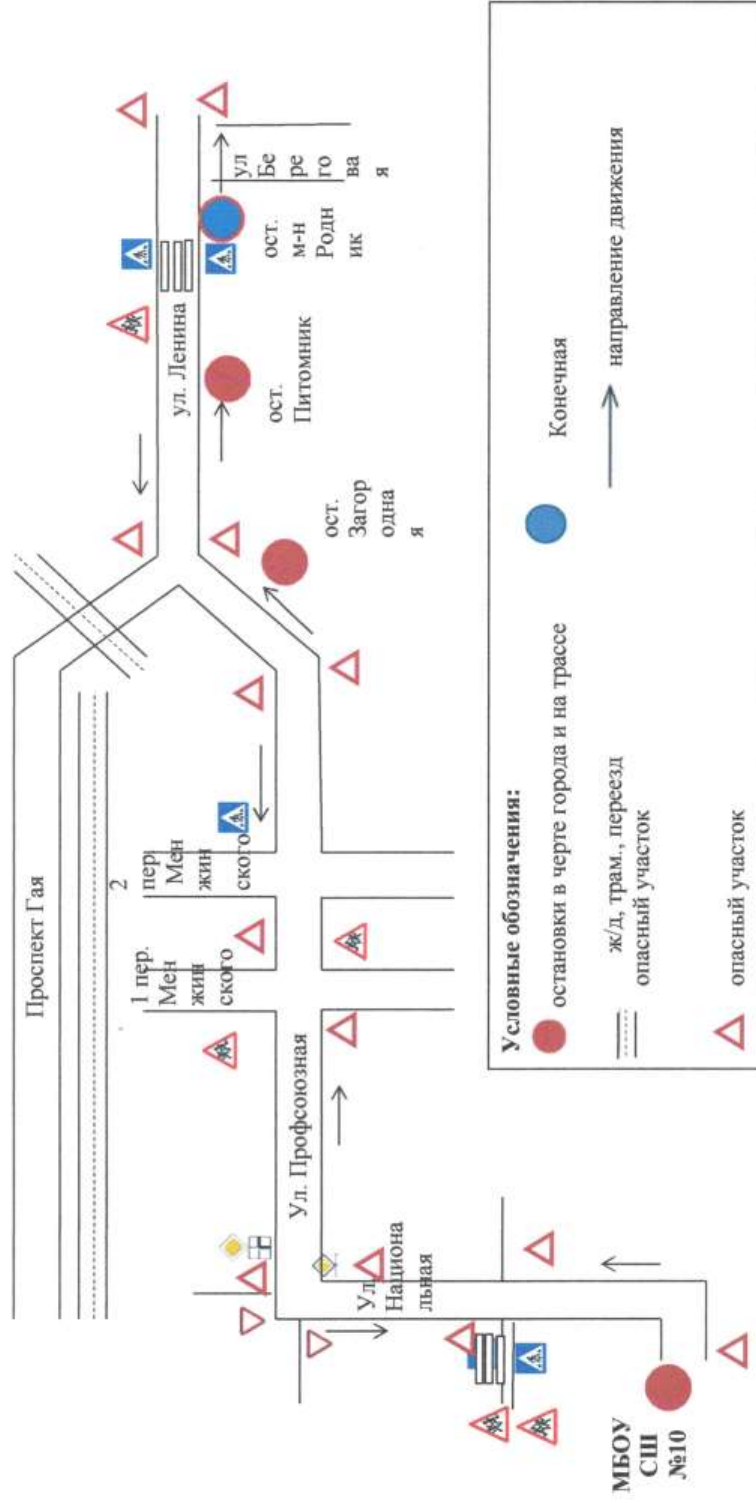 Проспект Гая
2
пер.
Мен
жин
ского
1 пер.
Мен
жин
ского
Ул. Профсоюзная
Ул.
Национа
льная
МБОУ
СШ
№10
ул. Ленина
ост.
Загор
одна
я
ост.
Питомник
ост.
м-н
Родн
ик
ул
Бе
ре
го
ва
я
Условные обозначения:
остановки в черте города и на трассе
Конечная
ж/д, трам., переезд
опасный участок
направление движения
опасный участок